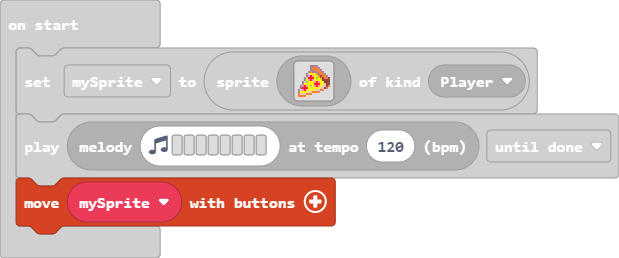 on start
set mySprite to sprite of kind Player
play melody at tempo 120 (bpm) until done
move mySprite with buttons